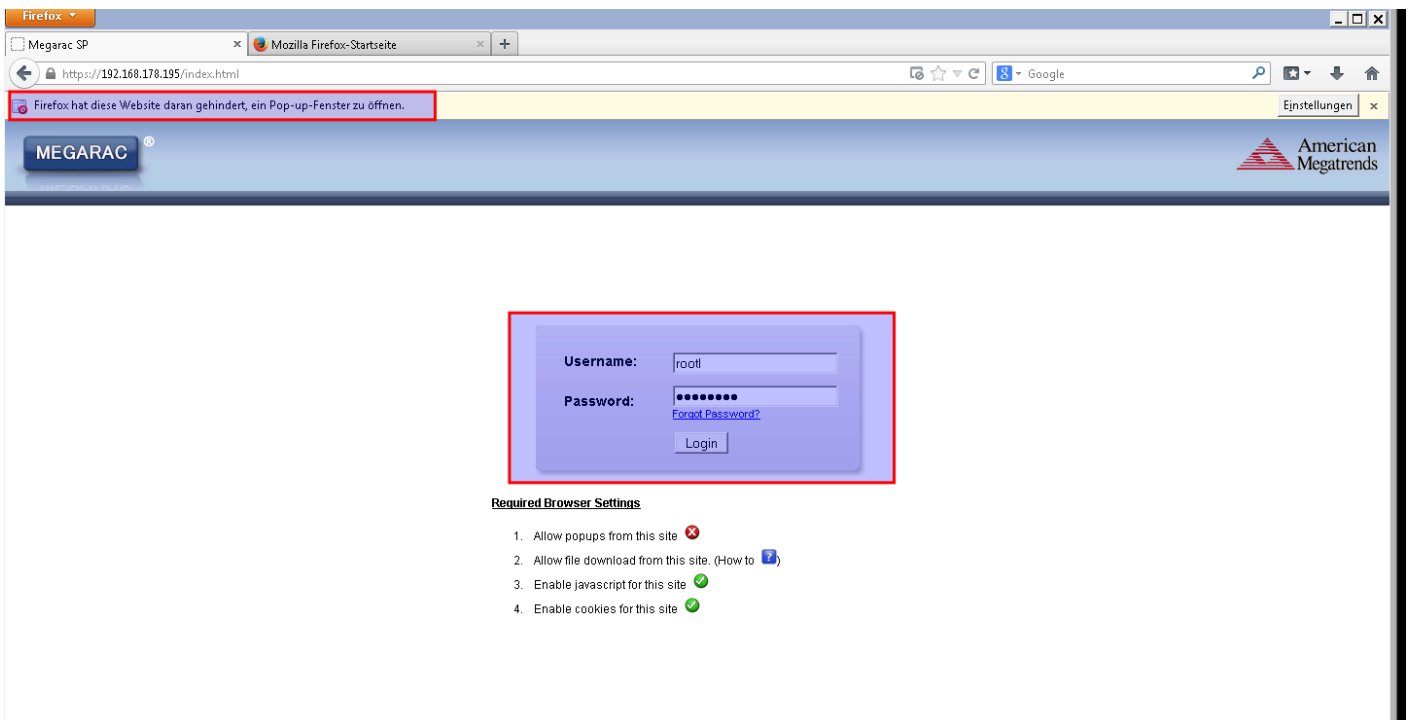 Firefox
Megarac SP
Mozilla Firefox-Startseite
https://192.168.178.195/index.html
Google
Firefox hat diese Website daran gehindert, ein Pop-up-Fenster zu öffnen.
Einstellungen
MEGARAC ®
American
Megatrends
Username: rootl
Password: ●●●●●●●●
Forgot Password?
Login
Required Browser Settings
1. Allow popups from this site
2. Allow file download from this site. (How to ?)
3. Enable javascript for this site
4. Enable cookies for this site